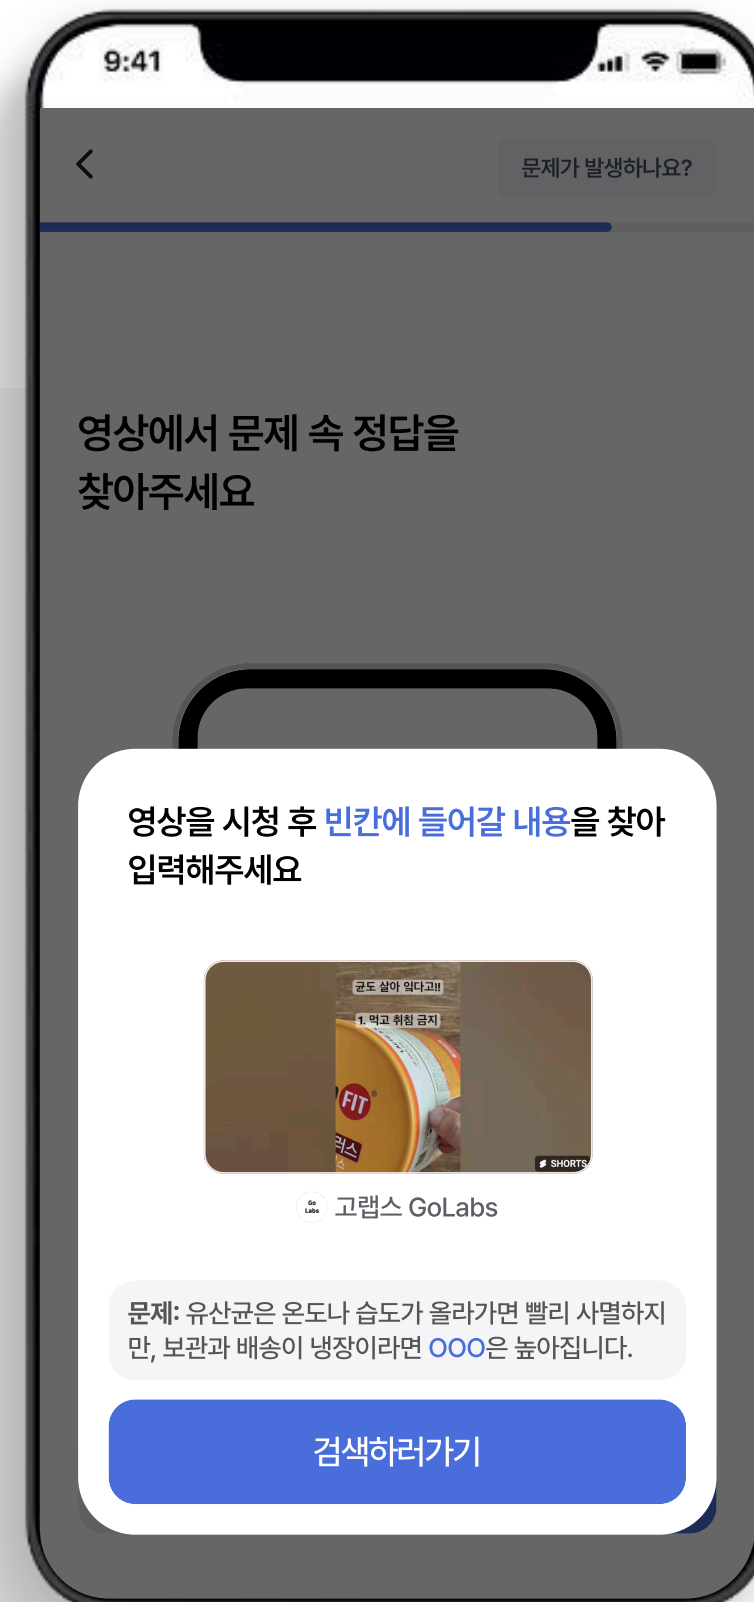 9:41
문제가 발생하나요?
영상에서 문제 속 정답을
찾아주세요
영상을 시청 후 빈칸에 들어갈 내용을 찾아
입력해주세요
균도 살아 있다고!!
1. 먹고 취침 금지
FIT
러스
SHORTS
Go
Labs
고랩스 GoLabs
문제: 유산균은 온도나 습도가 올라가면 빨리 사멸하지
만, 보관과 배송이 냉장이라면 OOO은 높아집니다.
검색하러가기